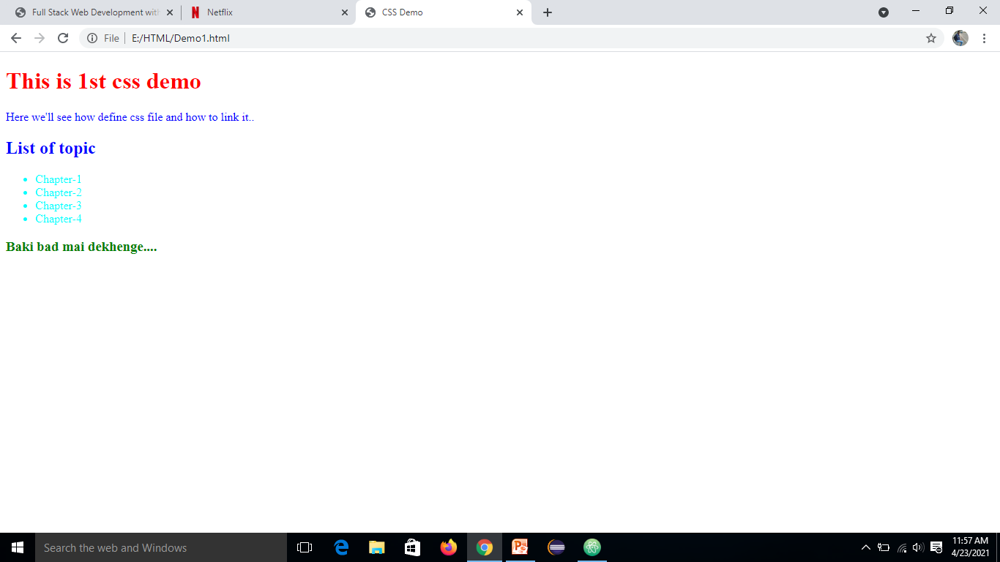 Full Stack Web Development with
Netflix
CSS Demo
File
E:/HTML/Demo1.html
This is 1st css demo
Here we'll see how define css file and how to link it..
List of topic
Chapter-1
Chapter-2
Chapter-3
Chapter-4
Baki bad mai dekhenge....
Search the web and Windows
11:57 AM
4/23/2021